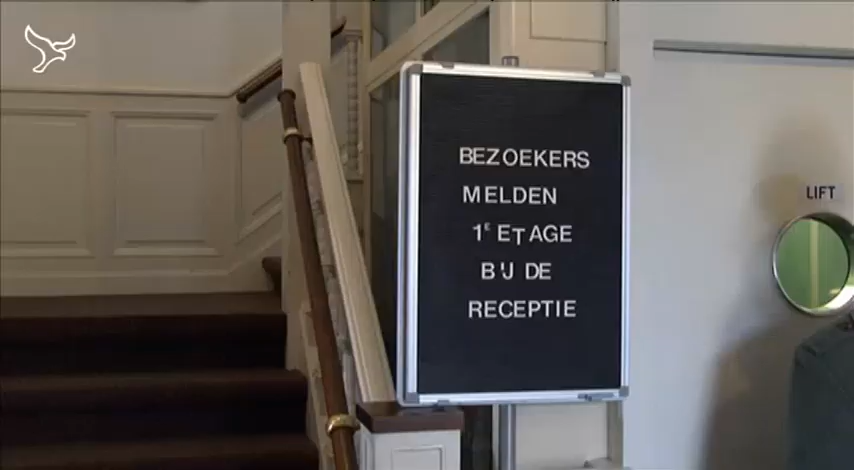 BEZOEKERS
MELDEN
1E ETAGE
BIJ DE
RECEPTIE
LIFT